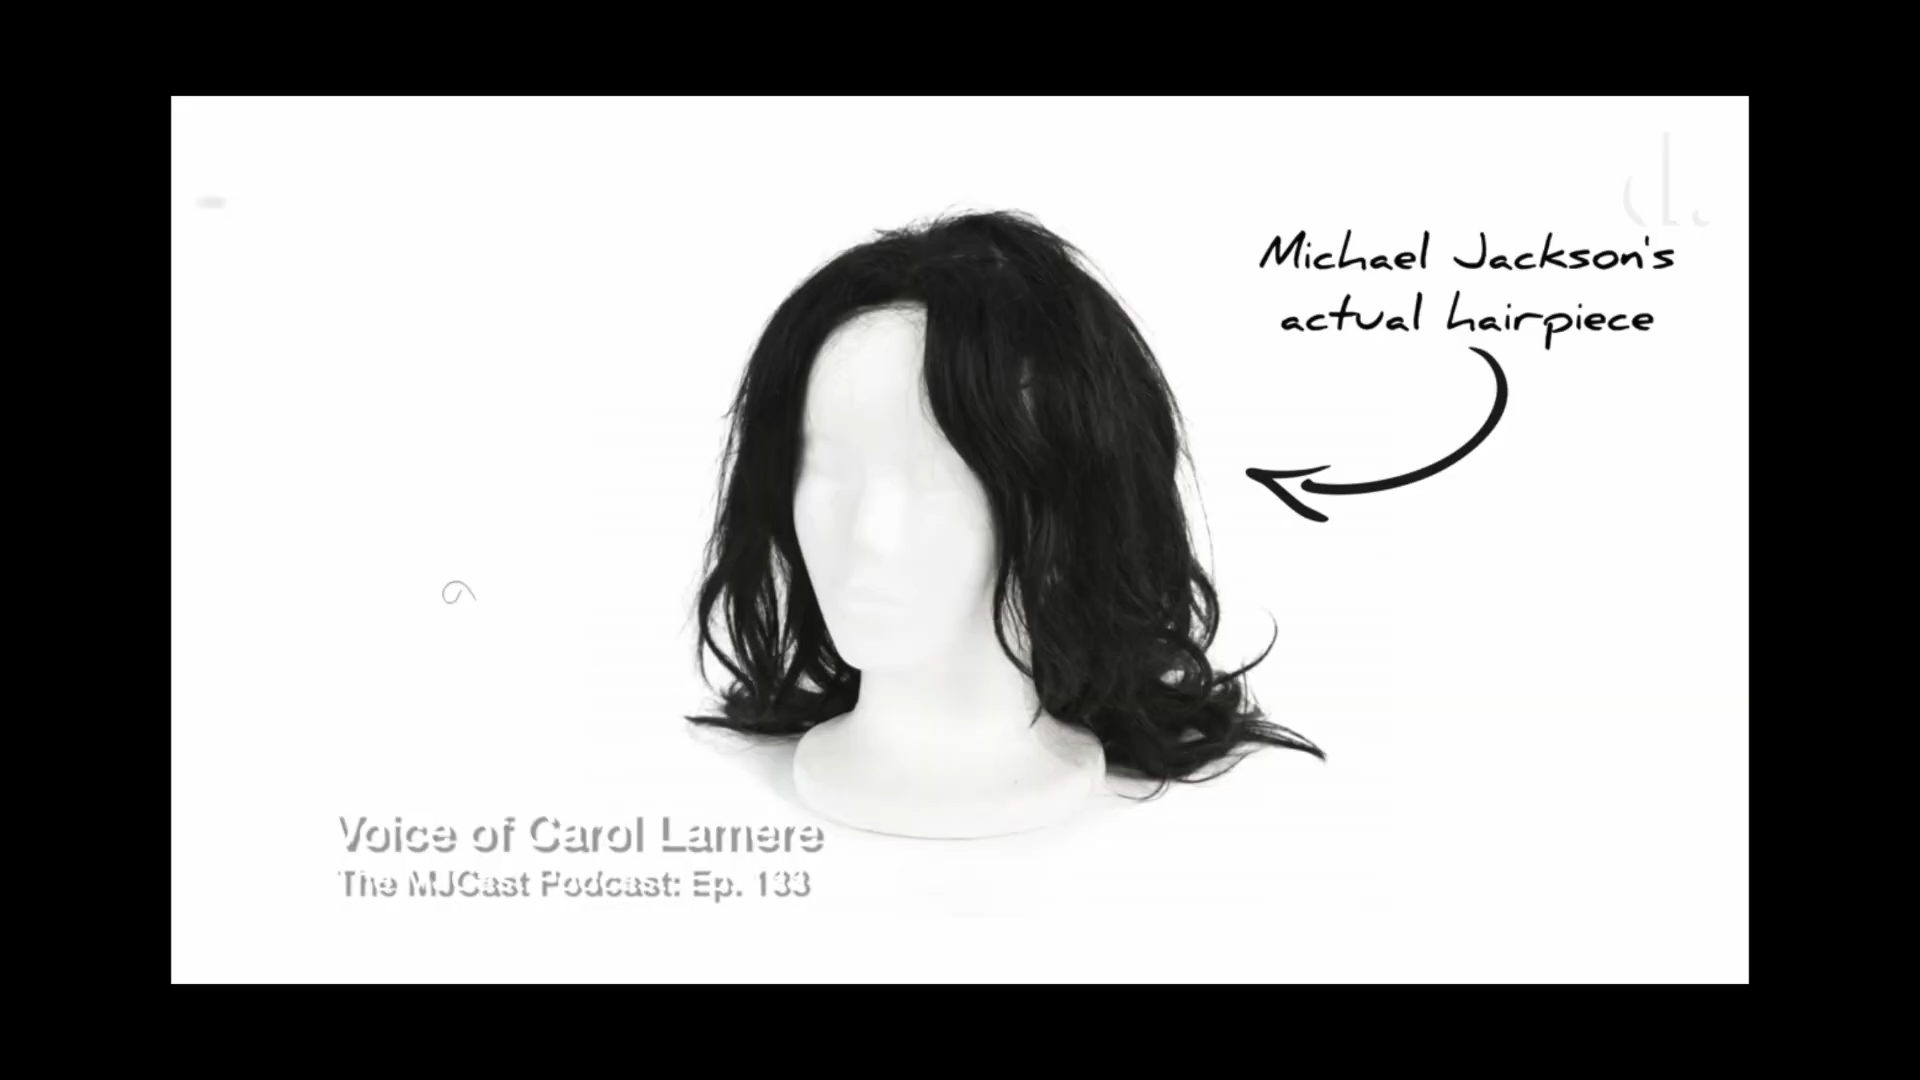 d.
Michael Jackson's
actual hairpiece
Voice of Carol Lamere
The MJCast Podcast: Ep. 133